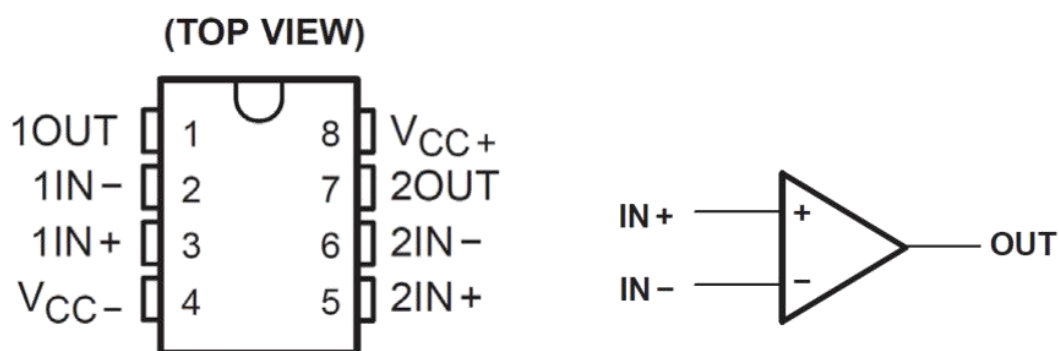 (TOP VIEW)
1OUT 1 8 VCC+
1IN− 2 7 2OUT
1IN+ 3 6 2IN−
VCC− 4 5 2IN+
IN+ + OUT
IN− −